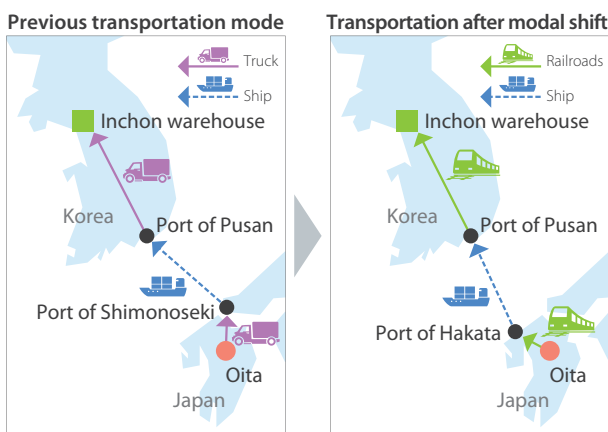 Previous transportation mode
Truck
Ship
Inchon warehouse
Korea
Port of Pusan
Port of Shimonoseki
Oita
Japan
Transportation after modal shift
Railroads
Ship
Inchon warehouse
Korea
Port of Pusan
Port of Hakata
Oita
Japan